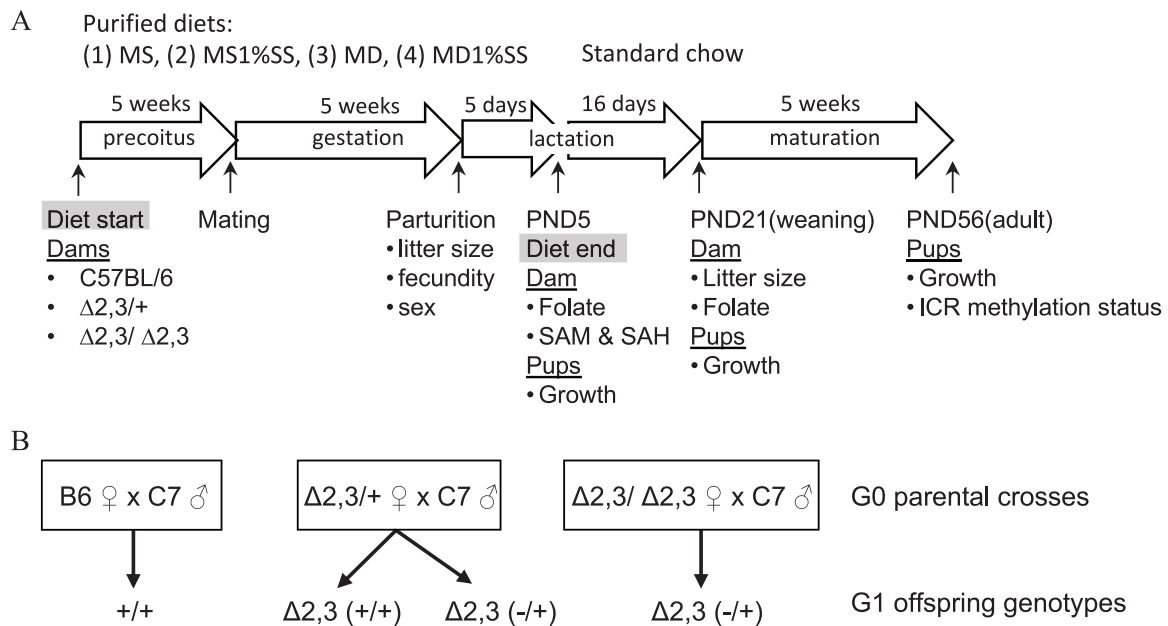 A
Purified diets:
(1) MS, (2) MS1%SS, (3) MD, (4) MD1%SS
Standard chow
5 weeks
precoitus
5 weeks
gestation
5 days
16 days
lactation
5 weeks
maturation
Diet start
Dams
• C57BL/6
• Δ2,3/+
• Δ2,3/ Δ2,3
Mating
Parturition
• litter size
• fecundity
• sex
PND5
Diet end
Dam
• Folate
• SAM & SAH
Pups
• Growth
PND21(weaning)
Dam
• Litter size
• Folate
Pups
• Growth
PND56(adult)
Pups
• Growth
• ICR methylation status
B
B6 ♀ x C7 ♂
Δ2,3/+ ♀ x C7 ♂
Δ2,3/ Δ2,3 ♀ x C7 ♂
G0 parental crosses
+/+
Δ2,3 (+/+)
Δ2,3 (-/+)
Δ2,3 (-/+)
G1 offspring genotypes